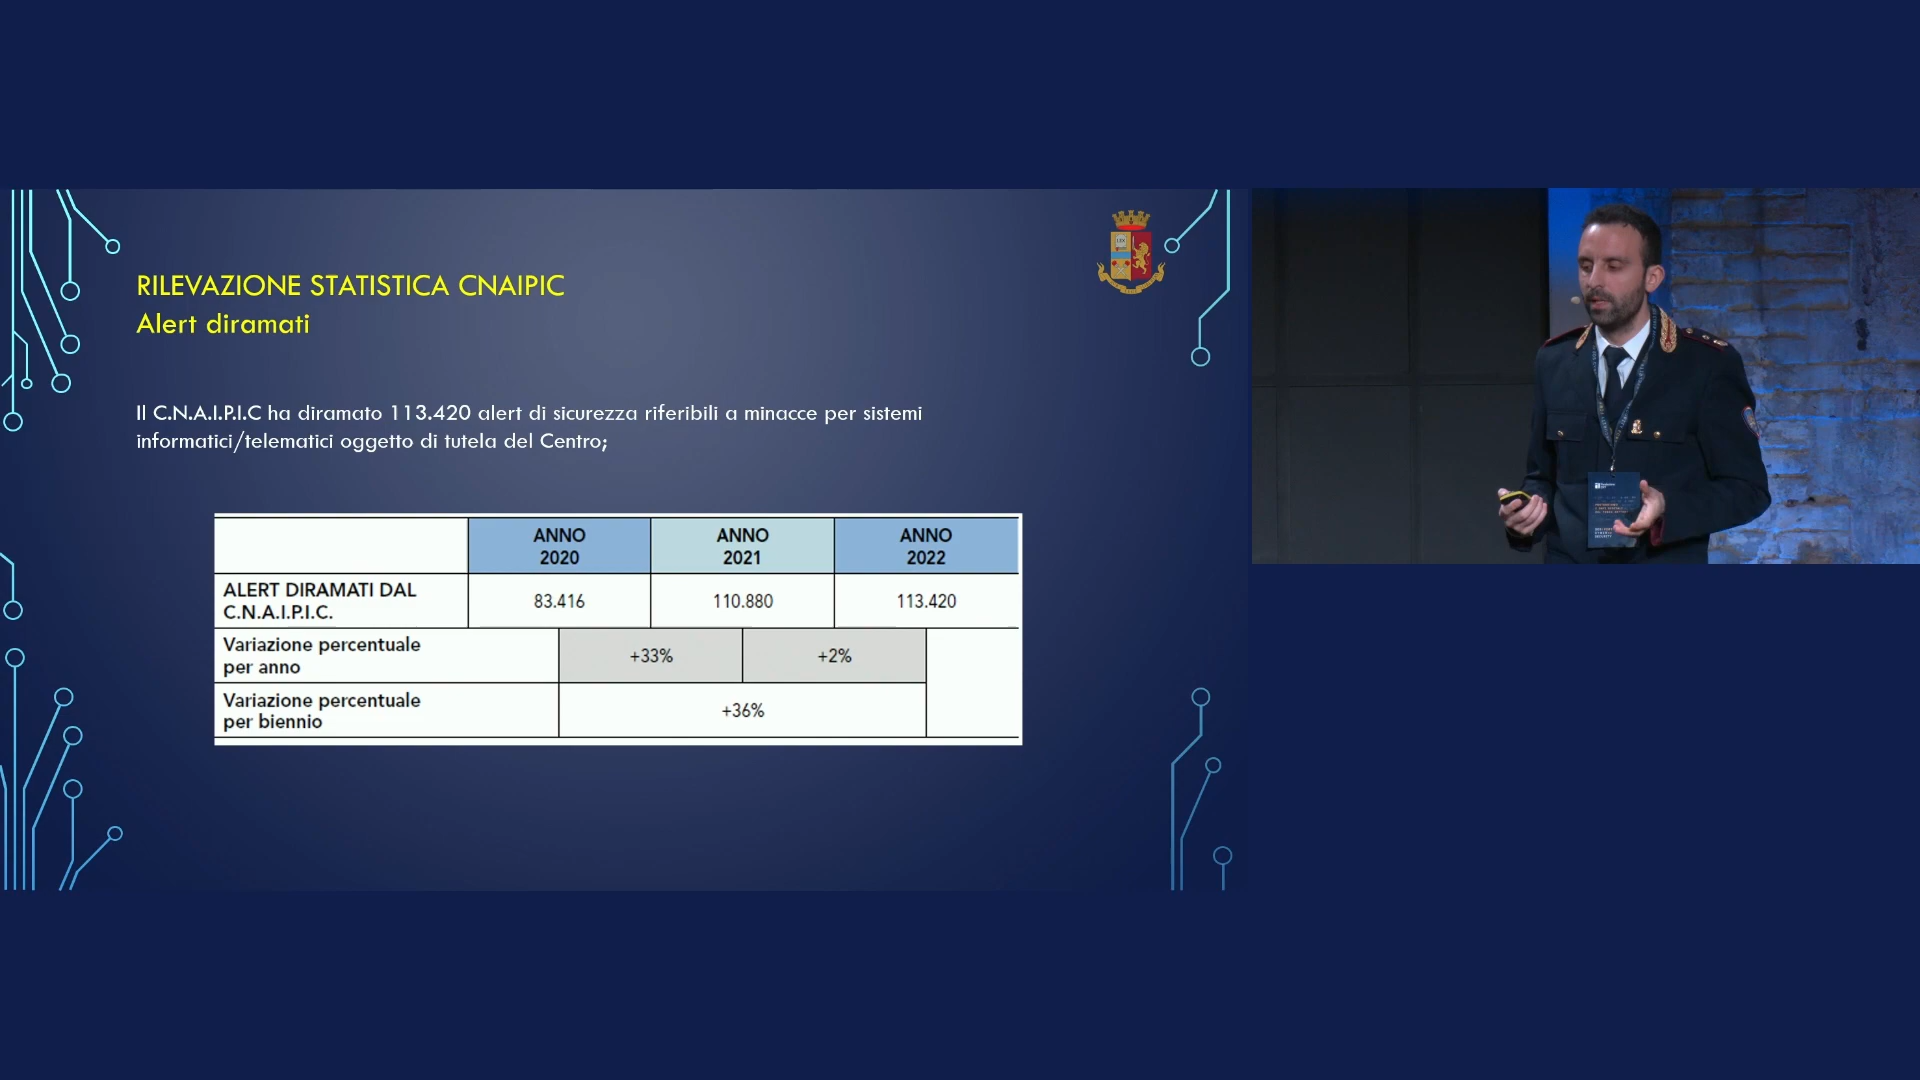 RILEVAZIONE STATISTICA CNAIPIC
Alert diramati
Il C.N.A.I.P.I.C ha diramato 113.420 alert di sicurezza riferibili a minacce per sistemi
informatici/telematici oggetto di tutela del Centro;
ANNO
2020
ANNO
2021
ANNO
2022
ALERT DIRAMATI DAL
C.N.A.I.P.I.C.
83.416
110.880
113.420
Variazione percentuale
per anno
+33%
+2%
Variazione percentuale
per biennio
+36%